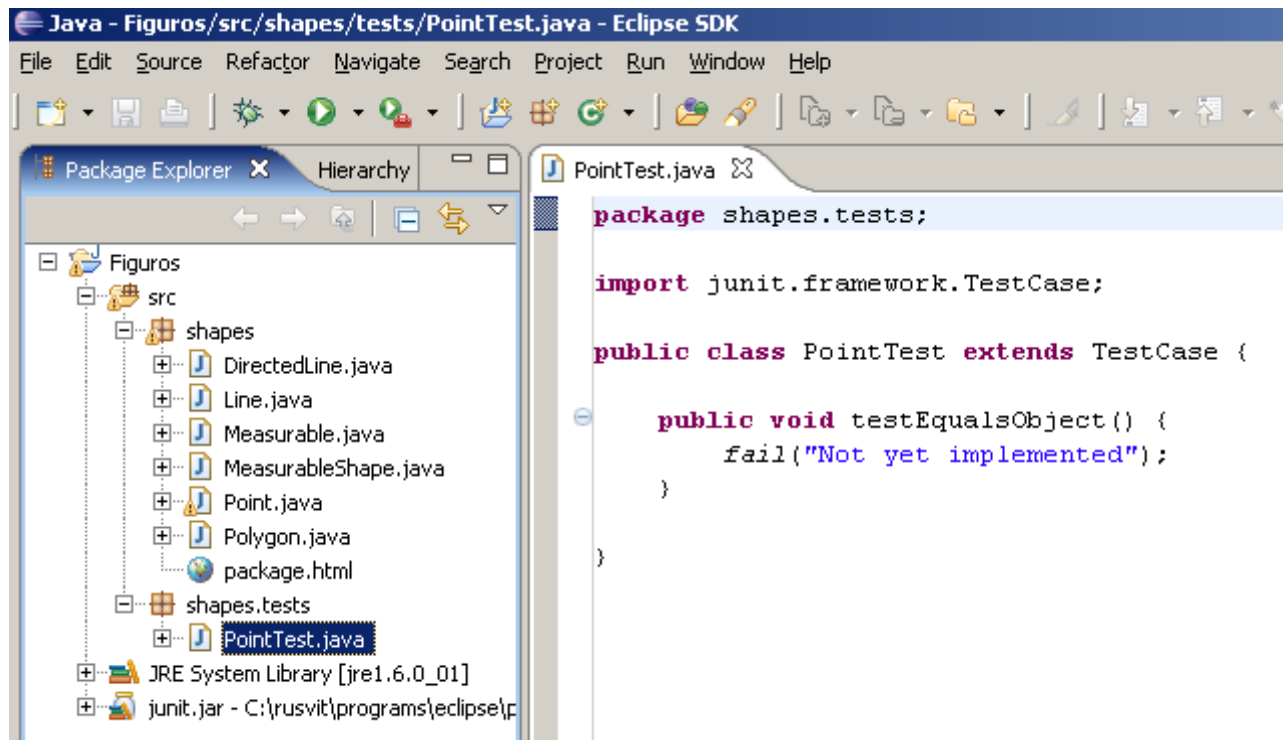 Java - Figuros/src/shapes/tests/PointTest.java - Eclipse SDK
File Edit Source Refactor Navigate Search Project Run Window Help
Package Explorer Hierarchy
PointTest.java
Figuros
src
shapes
DirectedLine.java
Line.java
Measurable.java
MeasurableShape.java
Point.java
Polygon.java
package.html
shapes.tests
PointTest.java
JRE System Library [jre1.6.0_01]
junit.jar - C:\rusvit\programs\eclipse\p
package shapes.tests;
import junit.framework.TestCase;
public class PointTest extends TestCase {
public void testEqualsObject() {
fail("Not yet implemented");
}
}